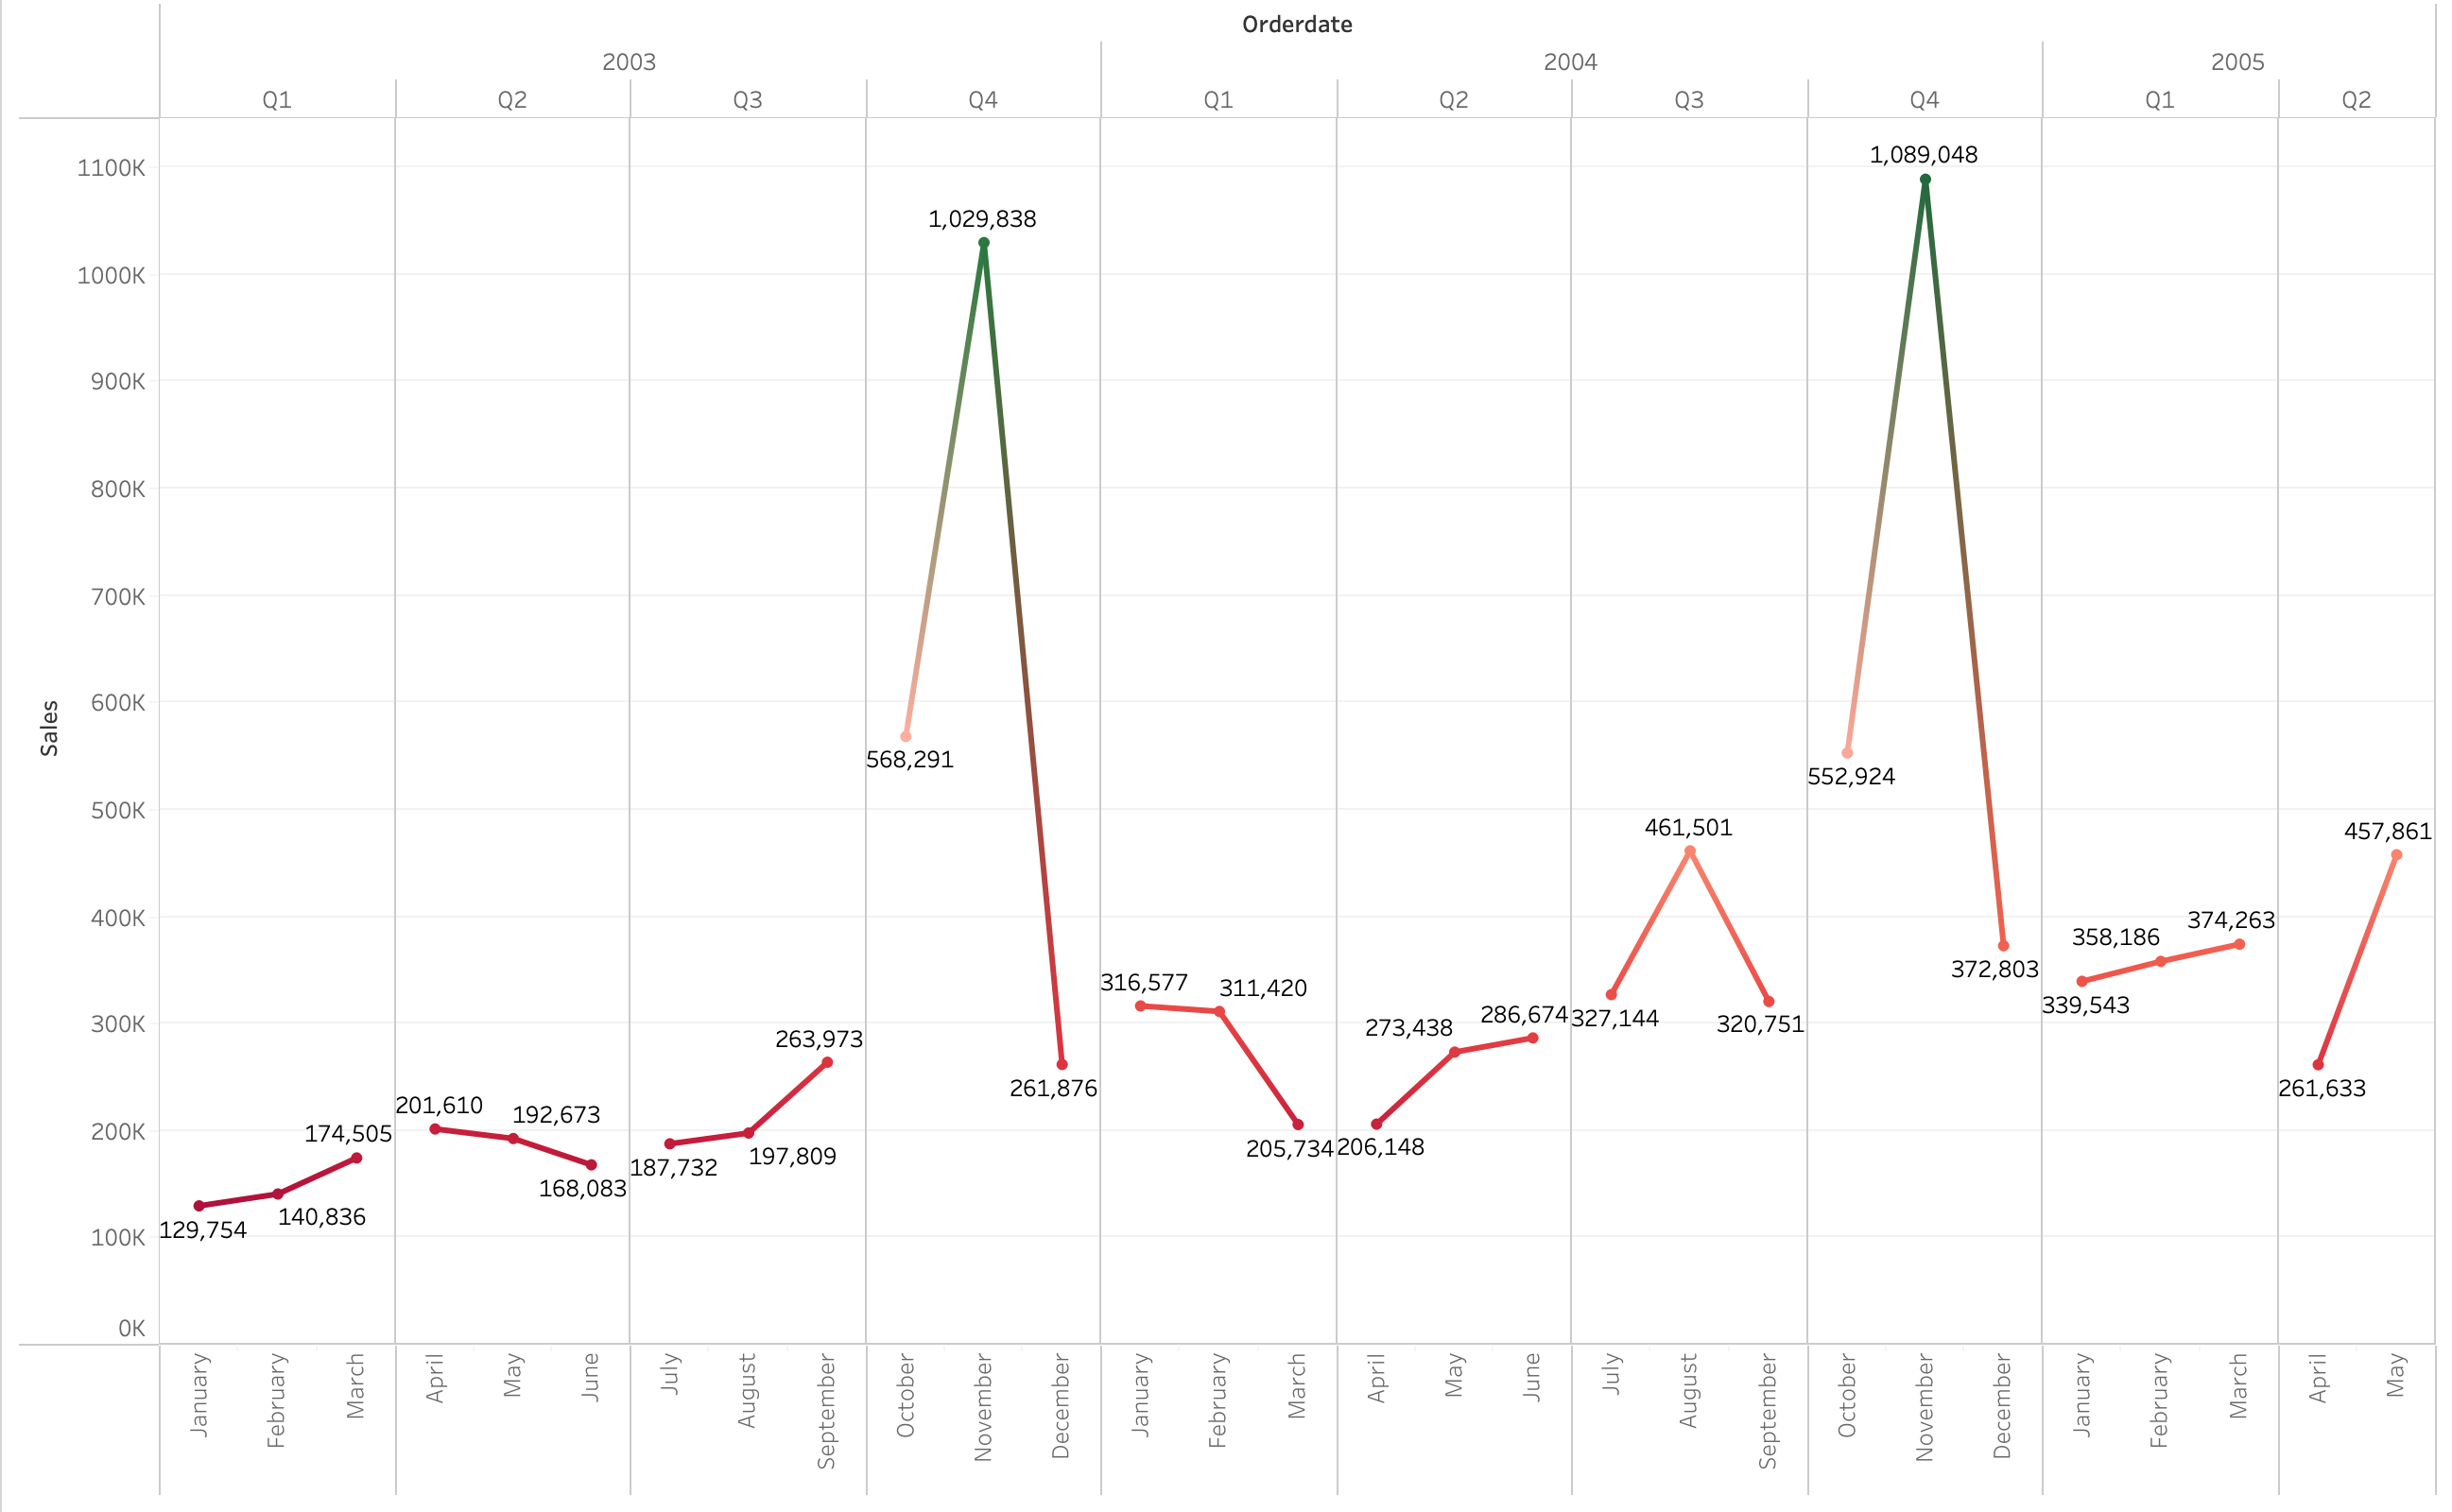 Orderdate
2003 2004 2005
Q1 Q2 Q3 Q4 Q1 Q2 Q3 Q4 Q1 Q2
1100K
1000K
900K
800K
700K
600K
500K
400K
300K
200K
100K
0K
Sales
129,754
140,836
174,505
201,610
192,673
168,083
187,732
197,809
263,973
568,291
1,029,838
261,876
316,577
311,420
205,734
206,148
273,438
286,674
327,144
461,501
320,751
552,924
1,089,048
372,803
339,543
358,186
374,263
261,633
457,861
January
February
March
April
May
June
July
August
September
October
November
December
January
February
March
April
May
June
July
August
September
October
November
December
January
February
March
April
May